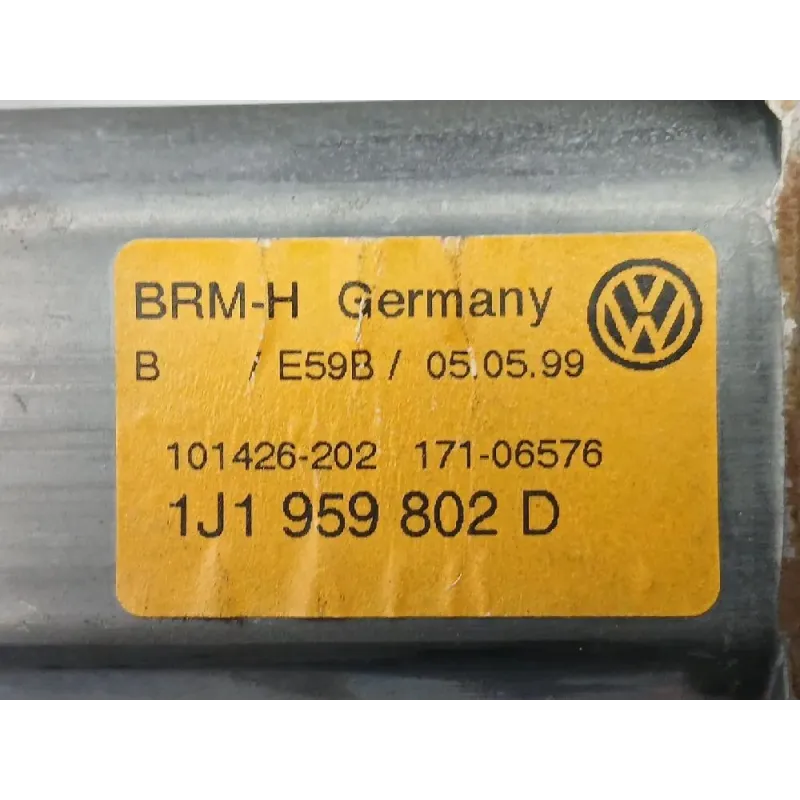 BRM-H Germany
B / E59B / 05.05.99
101426-202 171-06576
1J1 959 802 D